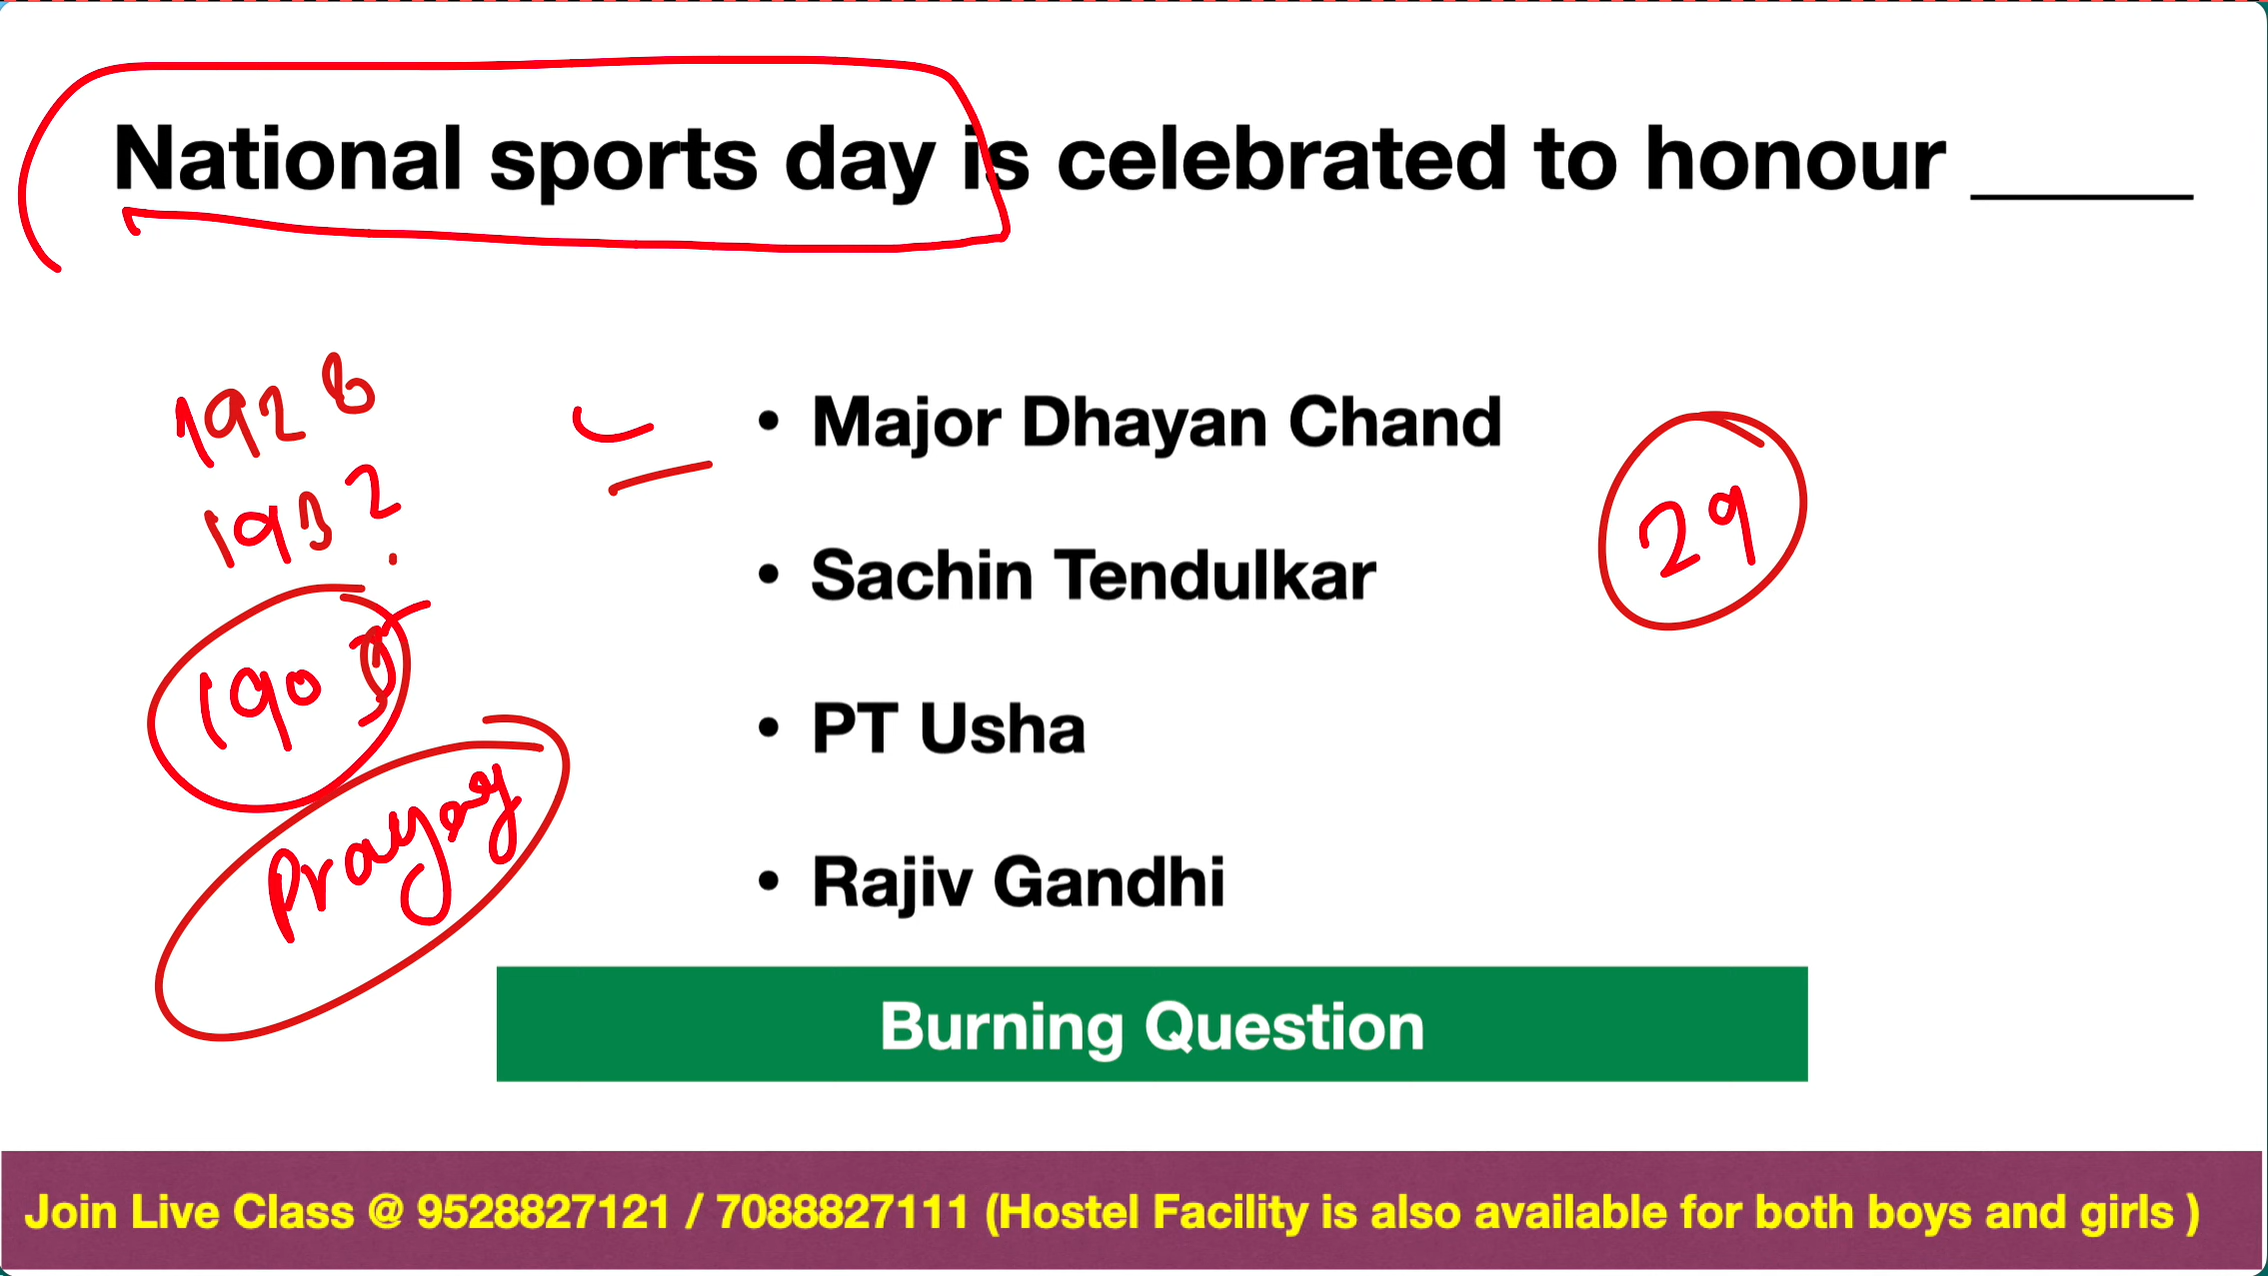 National sports day is celebrated to honour _____
1928
1932
190
Prayag
• Major Dhayan Chand
29
• Sachin Tendulkar
• PT Usha
• Rajiv Gandhi
Burning Question
Join Live Class @ 9528827121 / 7088827111 (Hostel Facility is also available for both boys and girls )